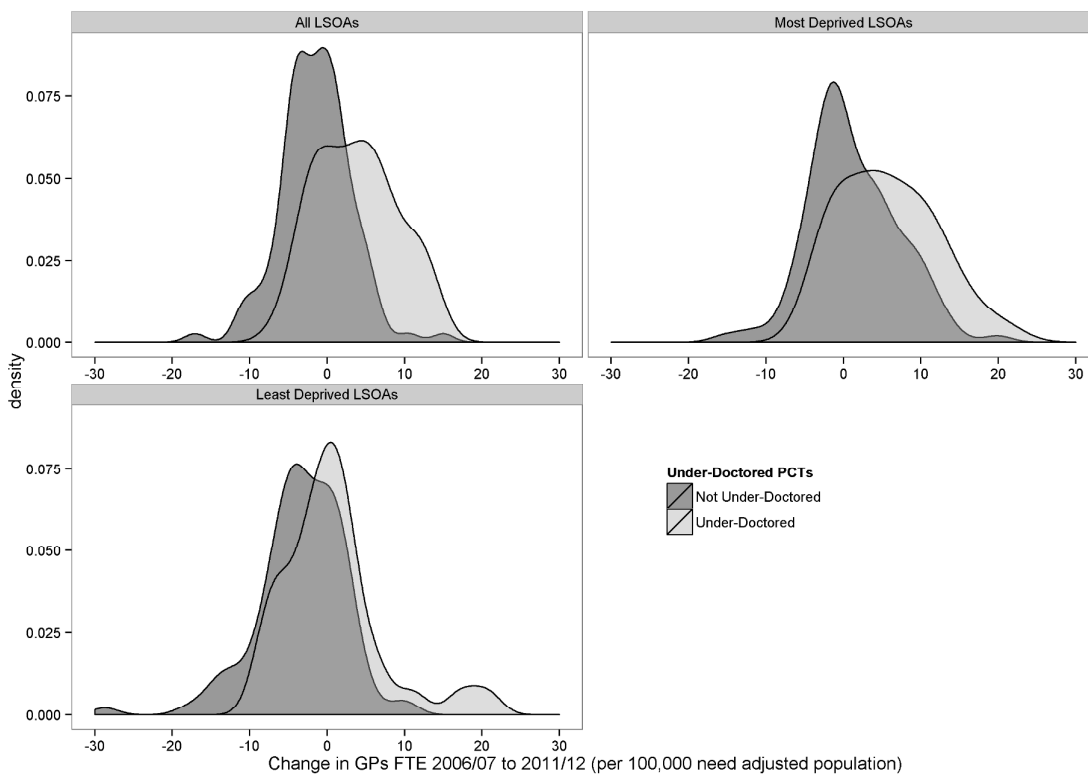 All LSOAs
Most Deprived LSOAs
0.075
0.050
0.025
0.000
-30 -20 -10 0 10 20 30
-30 -20 -10 0 10 20 30
density
Least Deprived LSOAs
0.075
0.050
0.025
0.000
-30 -20 -10 0 10 20 30
Under-Doctored PCTs
Not Under-Doctored
Under-Doctored
Change in GPs FTE 2006/07 to 2011/12 (per 100,000 need adjusted population)